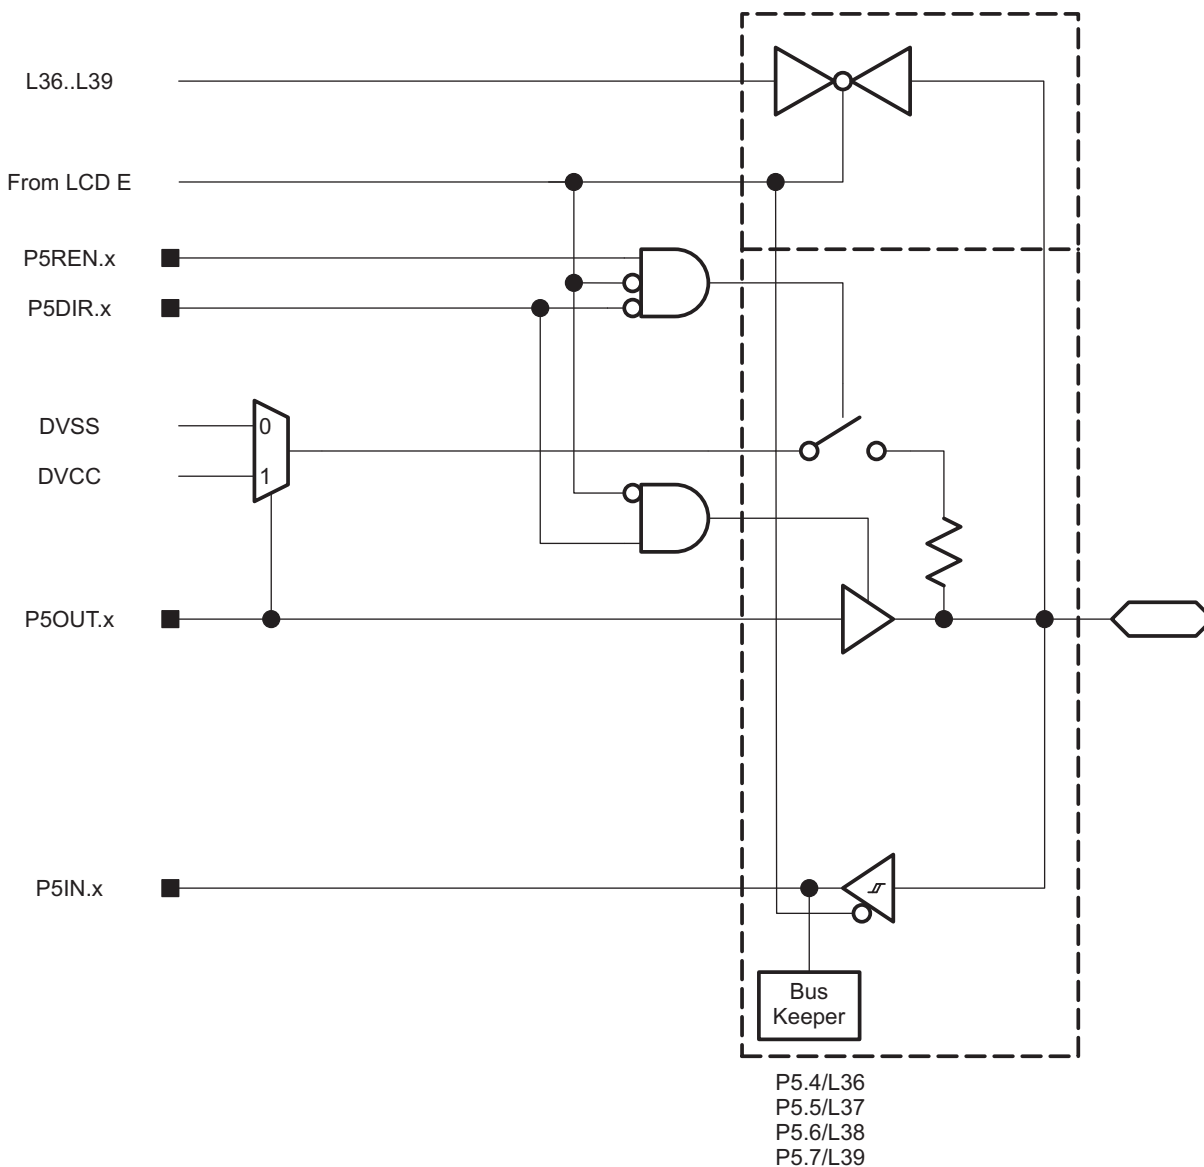 L36..L39
From LCD E
P5REN.x
P5DIR.x
DVSS
0
DVCC
1
P5OUT.x
P5IN.x
Bus
Keeper
P5.4/L36
P5.5/L37
P5.6/L38
P5.7/L39